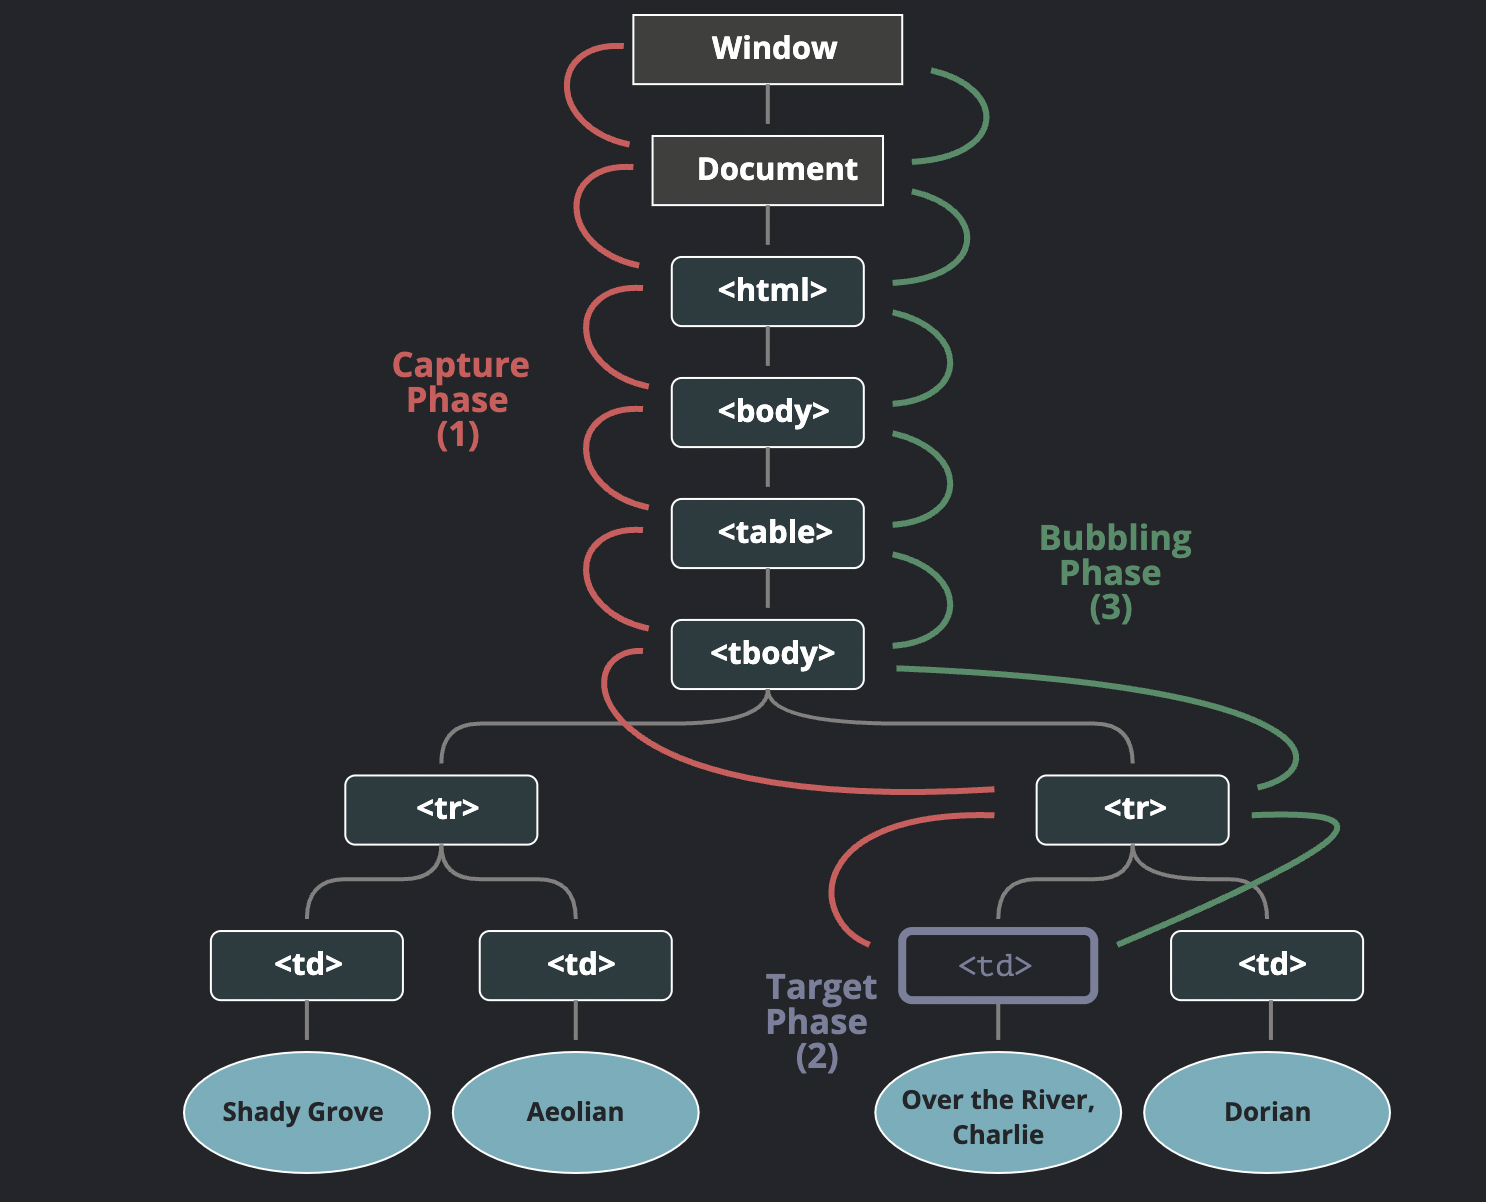 Window
Document
<html>
Capture
Phase
(1)
<body>
<table>
Bubbling
Phase
(3)
<tbody>
<tr>
<tr>
<td>
<td>
<td>
<td>
Target
Phase
(2)
Shady Grove
Aeolian
Over the River,
Charlie
Dorian